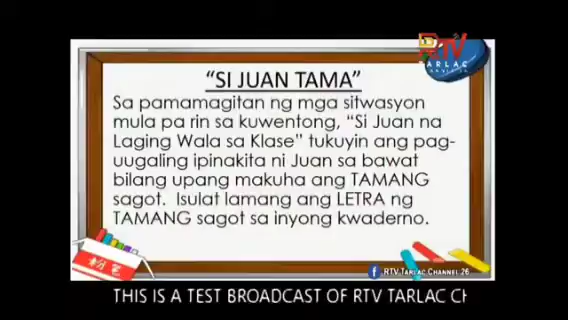 RTV
TARLAC
"SI JUAN TAMA"
Sa pamamagitan ng mga sitwasyon
mula pa rin sa kuwentong, "Si Juan na
Laging Wala sa Klase" tukuyin ang pag-
uugaling ipinakita ni Juan sa bawat
bilang upang makuha ang TAMANG
sagot. Isulat lamang ang LETRA ng
TAMANG sagot sa inyong kwaderno.
RTV Tarlac Channel 26
THIS IS A TEST BROADCAST OF RTV TARLAC CH